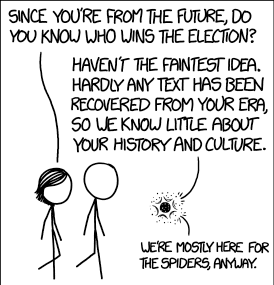 SINCE YOU'RE FROM THE FUTURE, DO
YOU KNOW WHO WINS THE ELECTION?
HAVEN'T THE FAINTEST IDEA.
HARDLY ANY TEXT HAS BEEN
RECOVERED FROM YOUR ERA,
SO WE KNOW LITTLE ABOUT
YOUR HISTORY AND CULTURE.
WE'RE MOSTLY HERE FOR
THE SPIDERS, ANYWAY.